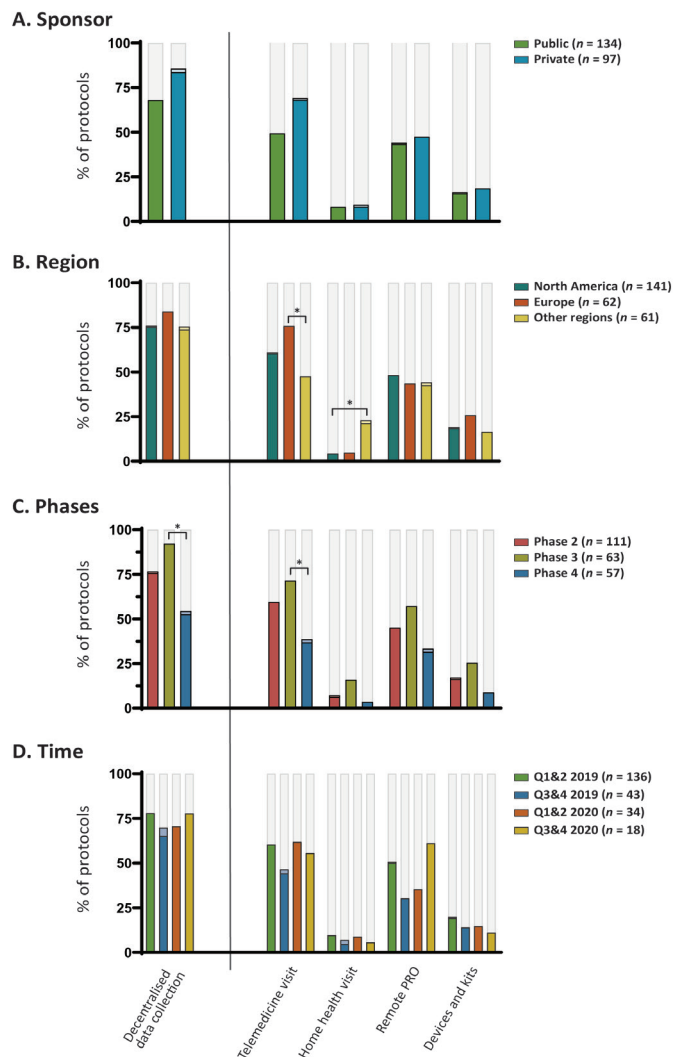 A. Sponsor
100
75
50
25
0
% of protocols
Public (n = 134)
Private (n = 97)
B. Region
100
75
50
25
0
% of protocols
*
*
North America (n = 141)
Europe (n = 62)
Other regions (n = 61)
C. Phases
100
75
50
25
0
% of protocols
*
*
Phase 2 (n = 111)
Phase 3 (n = 63)
Phase 4 (n = 57)
D. Time
100
75
50
25
0
% of protocols
Q1&2 2019 (n = 136)
Q3&4 2019 (n = 43)
Q1&2 2020 (n = 34)
Q3&4 2020 (n = 18)
Decentralised
data collection
Telemedicine visit
Home health visit
Remote PRO
Devices and kits